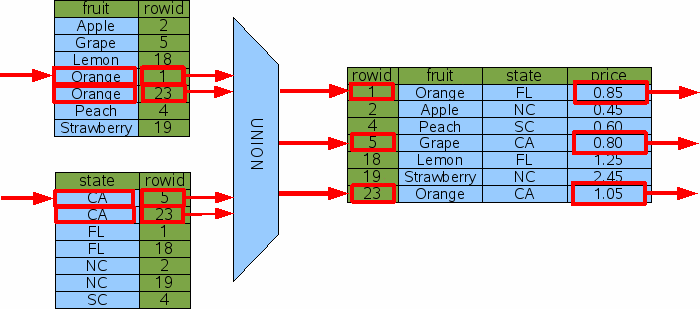 fruit rowid
Apple 2
Grape 5
Lemon 18
Orange 1
Orange 23
Peach 4
Strawberry 19
state rowid
CA 5
CA 23
FL 1
FL 18
NC 2
NC 19
SC 4
UNION
rowid fruit state price
1 Orange FL 0.85
2 Apple NC 0.45
4 Peach SC 0.60
5 Grape CA 0.80
18 Lemon FL 1.25
19 Strawberry NC 2.45
23 Orange CA 1.05